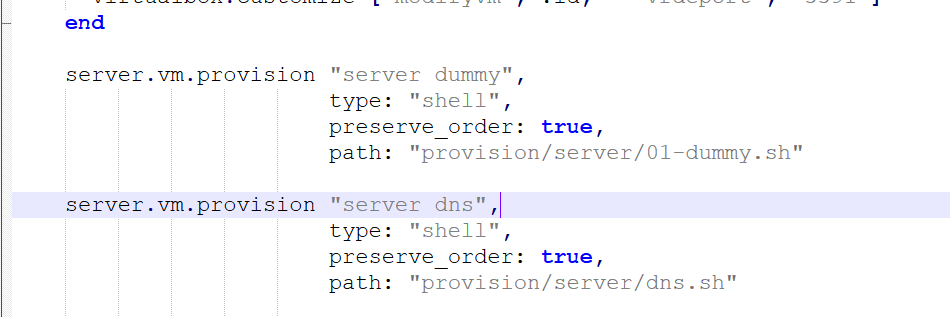 end
server.vm.provision "server dummy",
type: "shell",
preserve_order: true,
path: "provision/server/01-dummy.sh"
server.vm.provision "server dns",
type: "shell",
preserve_order: true,
path: "provision/server/dns.sh"